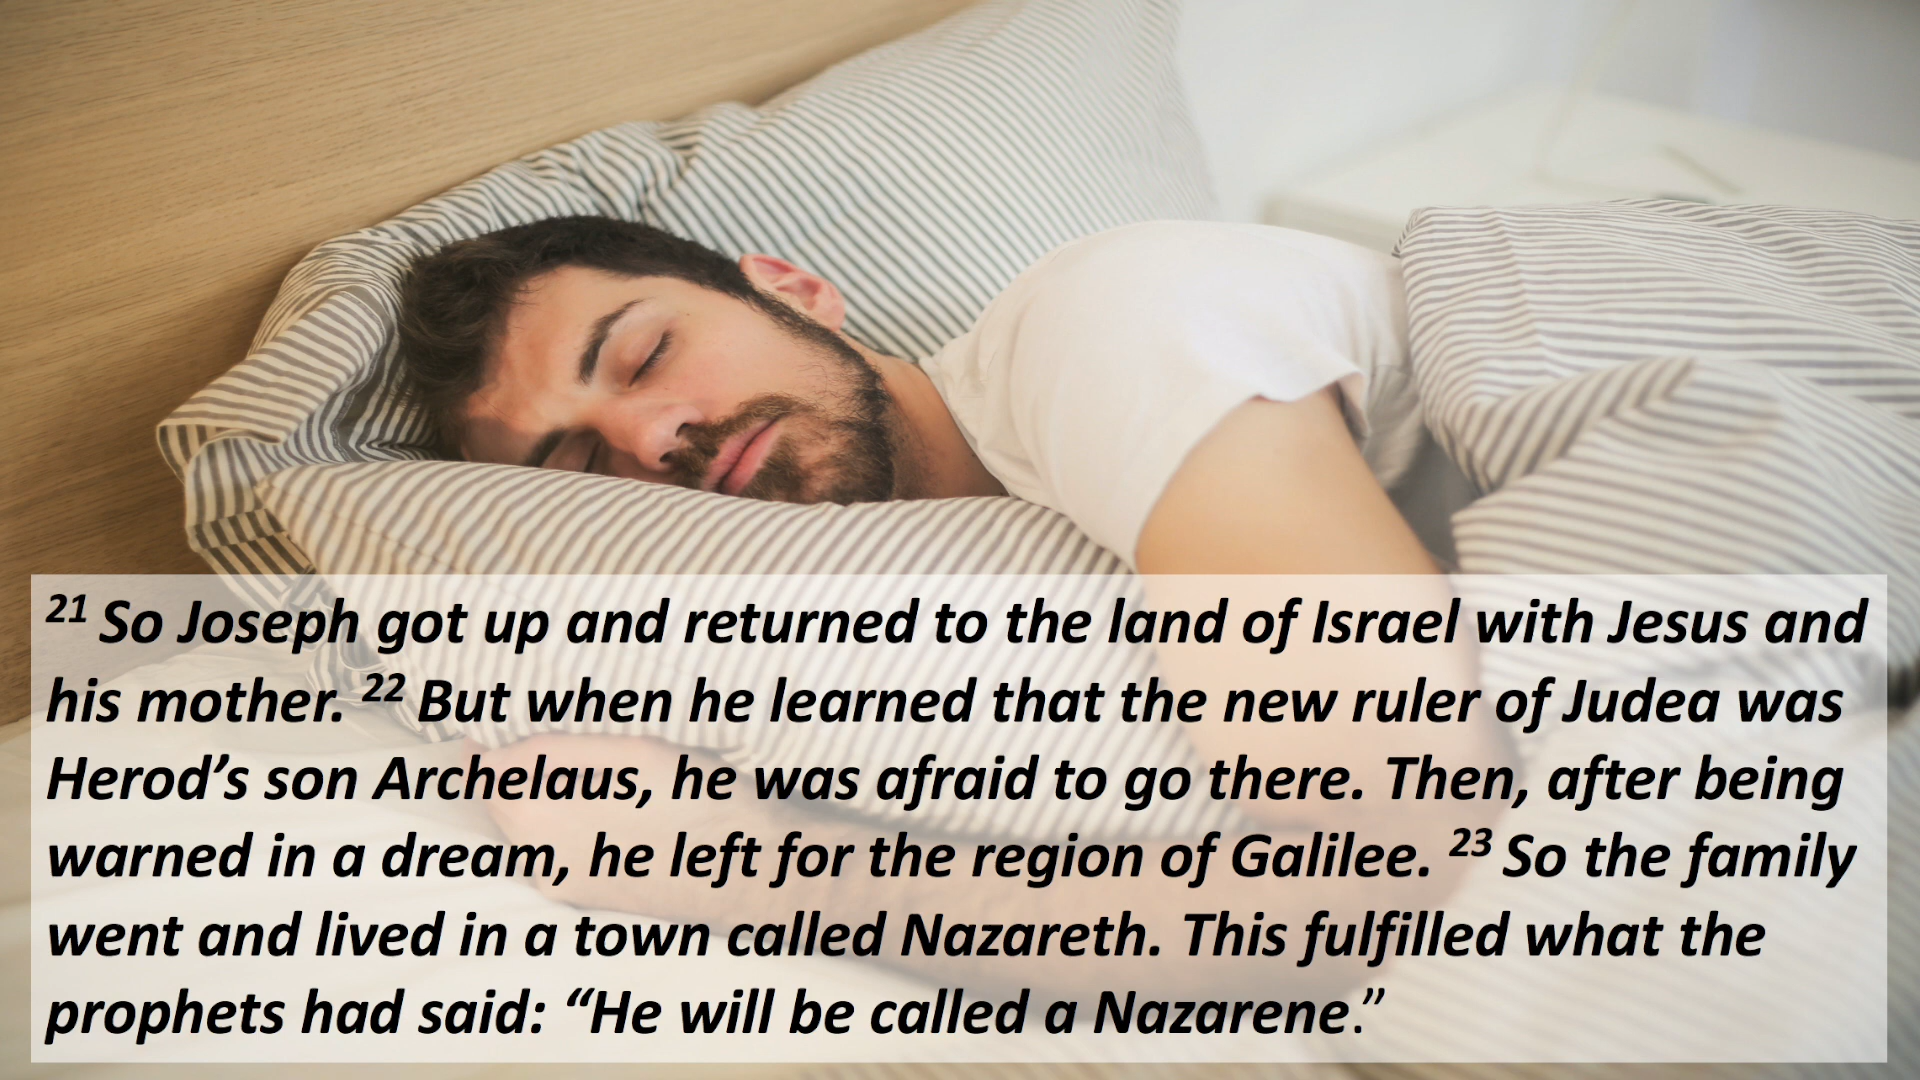 21 So Joseph got up and returned to the land of Israel with Jesus and
his mother. 22 But when he learned that the new ruler of Judea was
Herod’s son Archelaus, he was afraid to go there. Then, after being
warned in a dream, he left for the region of Galilee. 23 So the family
went and lived in a town called Nazareth. This fulfilled what the
prophets had said: “He will be called a Nazarene.”